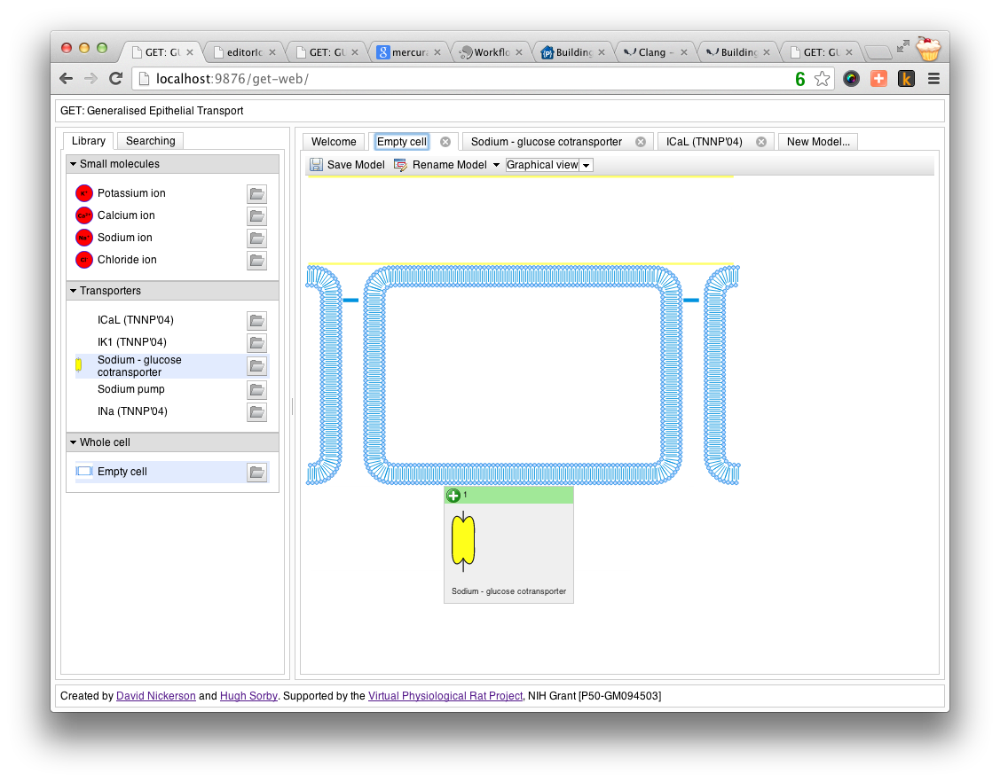 GET: GU
editorIc
GET: GU
mercur
Workflo
Building
Clang -
Building
GET: GU
localhost:9876/get-web/
6
GET: Generalised Epithelial Transport
Library
Searching
Small molecules
K+
Potassium ion
Ca2+
Calcium ion
Na+
Sodium ion
Cl-
Chloride ion
Transporters
ICaL (TNNP'04)
IK1 (TNNP'04)
Sodium - glucose
cotransporter
Sodium pump
INa (TNNP'04)
Whole cell
Empty cell
Welcome
Empty cell
Sodium - glucose cotransporter
ICaL (TNNP'04)
New Model...
Save Model
Rename Model
Graphical view
1
Sodium - glucose cotransporter
Created by David Nickerson and Hugh Sorby. Supported by the Virtual Physiological Rat Project, NIH Grant [P50-GM094503]